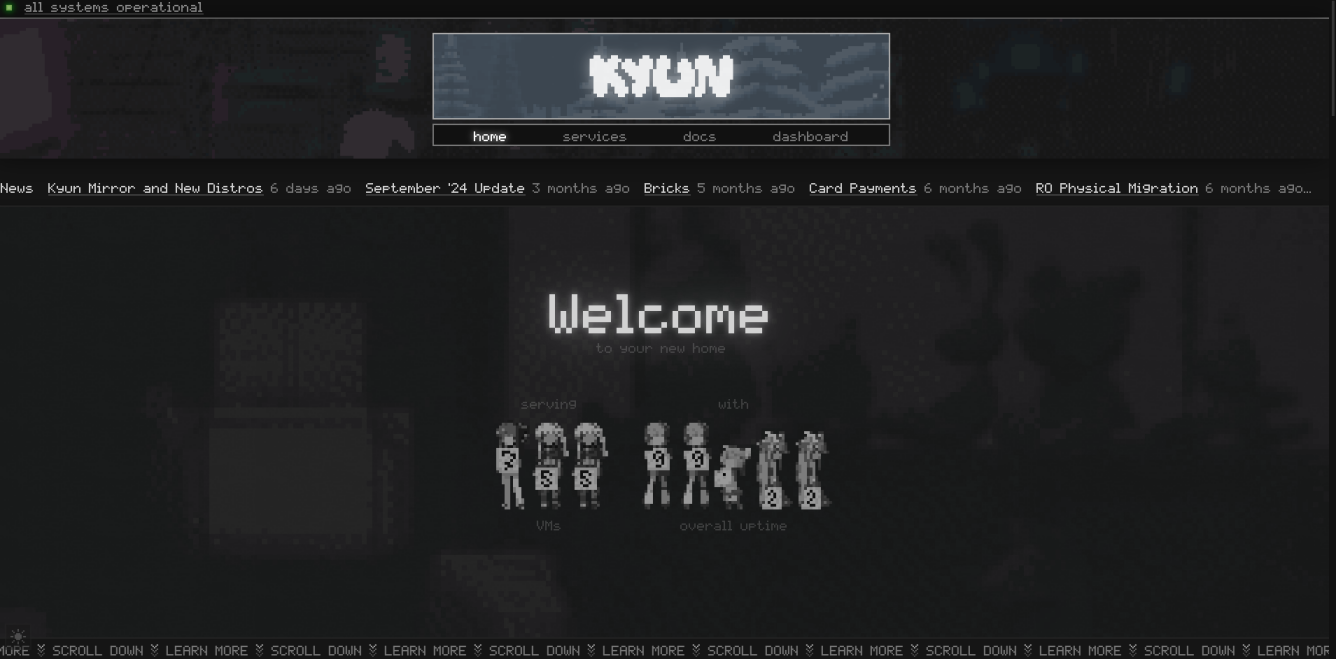 all systems operational
KYUN
home services docs dashboard
News Kyun Mirror and New Distros 6 days ago September '24 Update 3 months ago Bricks 5 months ago Card Payments 6 months ago RO Physical Migration 6 months ago...
Welcome
to your new home
serving with
255 99.22
VMs overall uptime
MORE ⌄ SCROLL DOWN ⌄ LEARN MORE ⌄ SCROLL DOWN ⌄ LEARN MORE ⌄ SCROLL DOWN ⌄ LEARN MORE ⌄ SCROLL DOWN ⌄ LEARN MORE ⌄ SCROLL DOWN ⌄ LEARN MORE ⌄ SCROLL DOWN ⌄ LEARN MOR